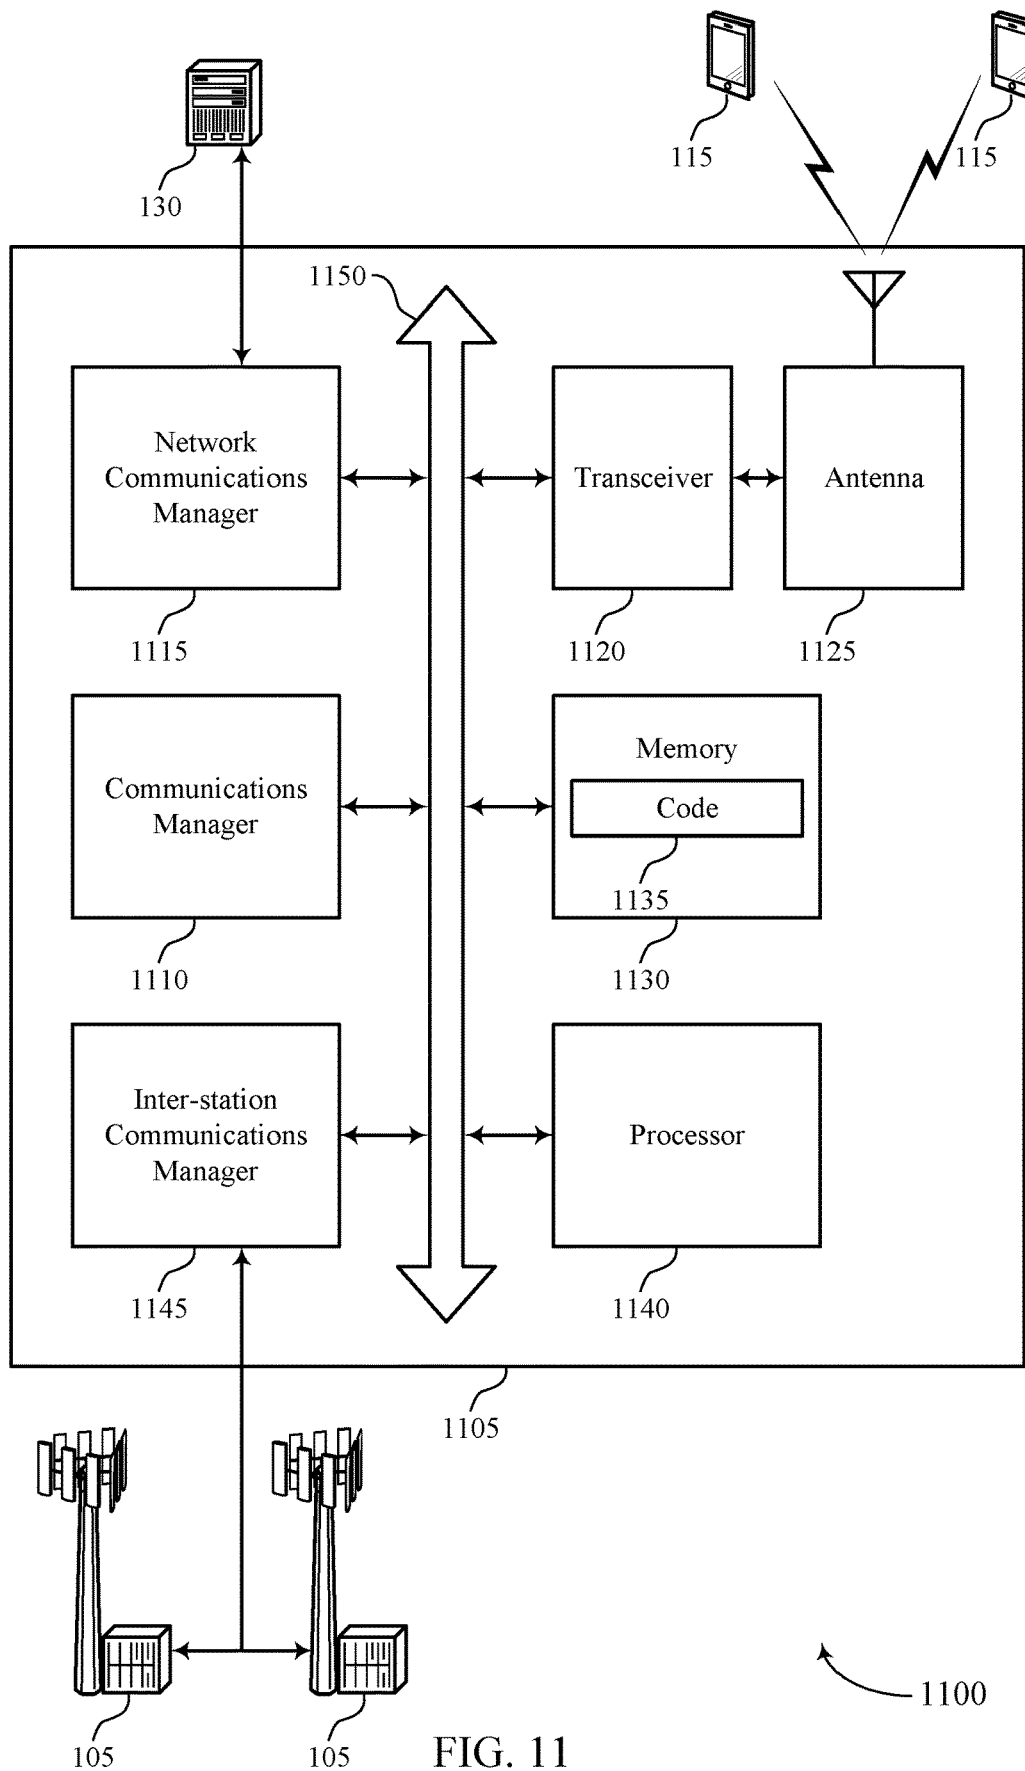 115
115
130
1150
Network
Communications
Manager
Transceiver
Antenna
1115
1120
1125
Communications
Manager
Memory
Code
1135
1110
1130
Inter-station
Communications
Manager
Processor
1145
1140
1105
1100
105
105
FIG. 11